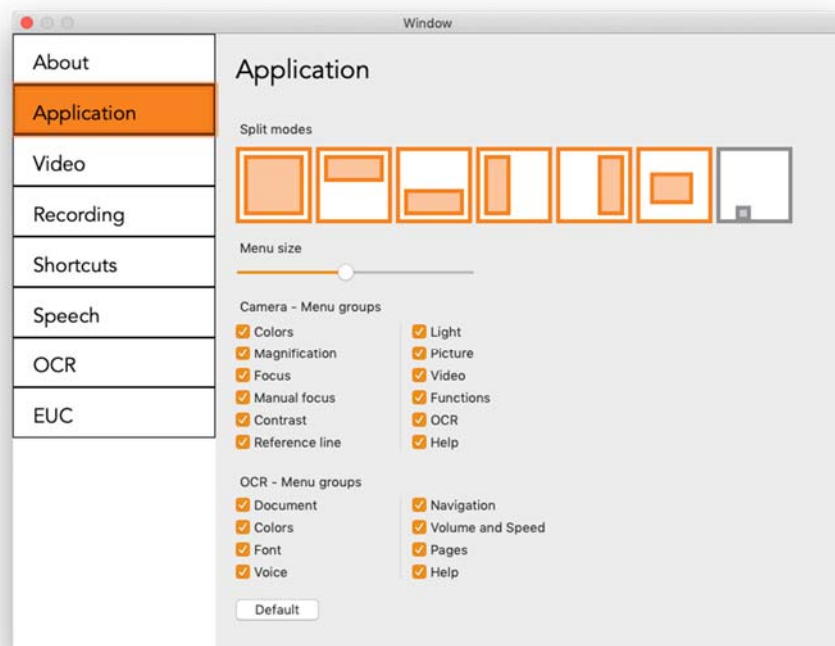 Window
About
Application
Video
Recording
Shortcuts
Speech
OCR
EUC
Application
Split modes
Menu size
Camera - Menu groups
Colors
Magnification
Focus
Manual focus
Contrast
Reference line
Light
Picture
Video
Functions
OCR
Help
OCR - Menu groups
Document
Colors
Font
Voice
Navigation
Volume and Speed
Pages
Help
Default